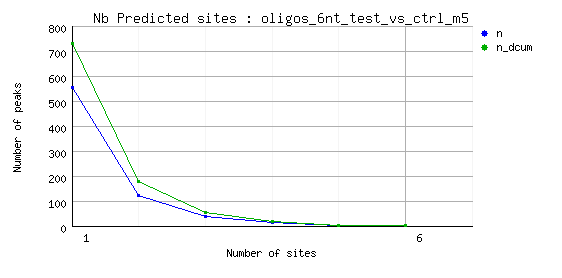 Nb Predicted sites : oligos_6nt_test_vs_ctrl_m5
800
700
600
500
400
300
200
100
0
Number of peaks
1
6
Number of sites
n
n_dcum